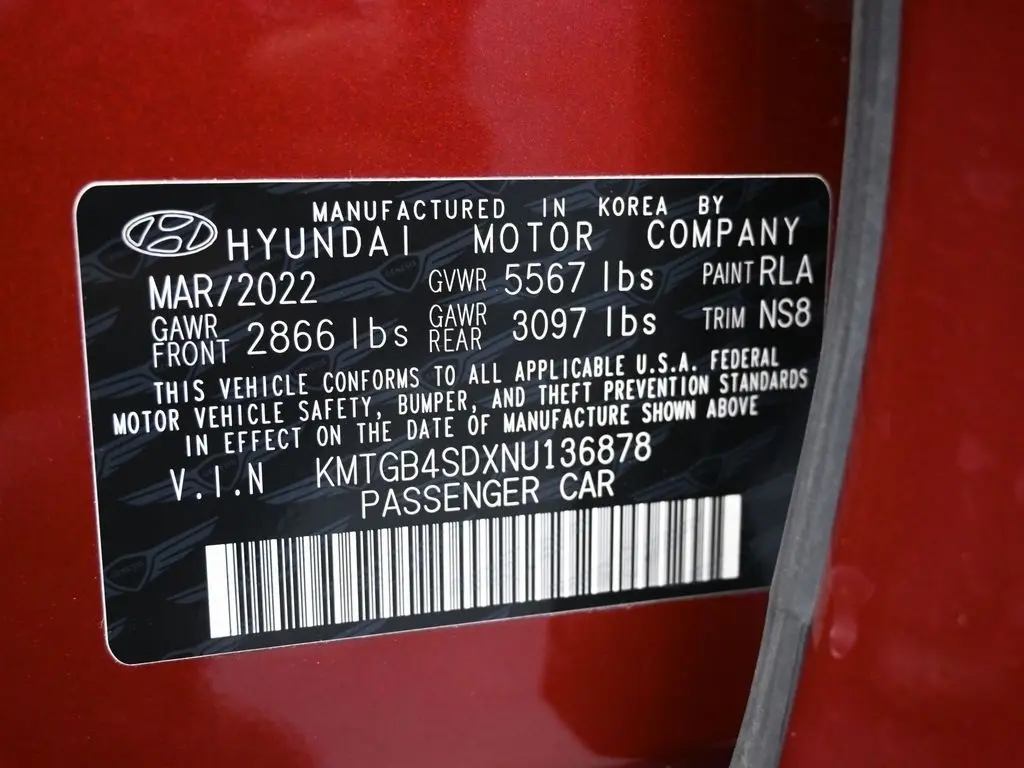 MANUFACTURED IN KOREA BY
HYUNDAI MOTOR COMPANY
MAR/2022 GVWR 5567 lbs PAINT RLA
GAWR FRONT 2866 lbs GAWR REAR 3097 lbs TRIM NS8
THIS VEHICLE CONFORMS TO ALL APPLICABLE U.S.A. FEDERAL
MOTOR VEHICLE SAFETY, BUMPER, AND THEFT PREVENTION STANDARDS
IN EFFECT ON THE DATE OF MANUFACTURE SHOWN ABOVE
V.I.N KMTGB4SDXNU136878
PASSENGER CAR